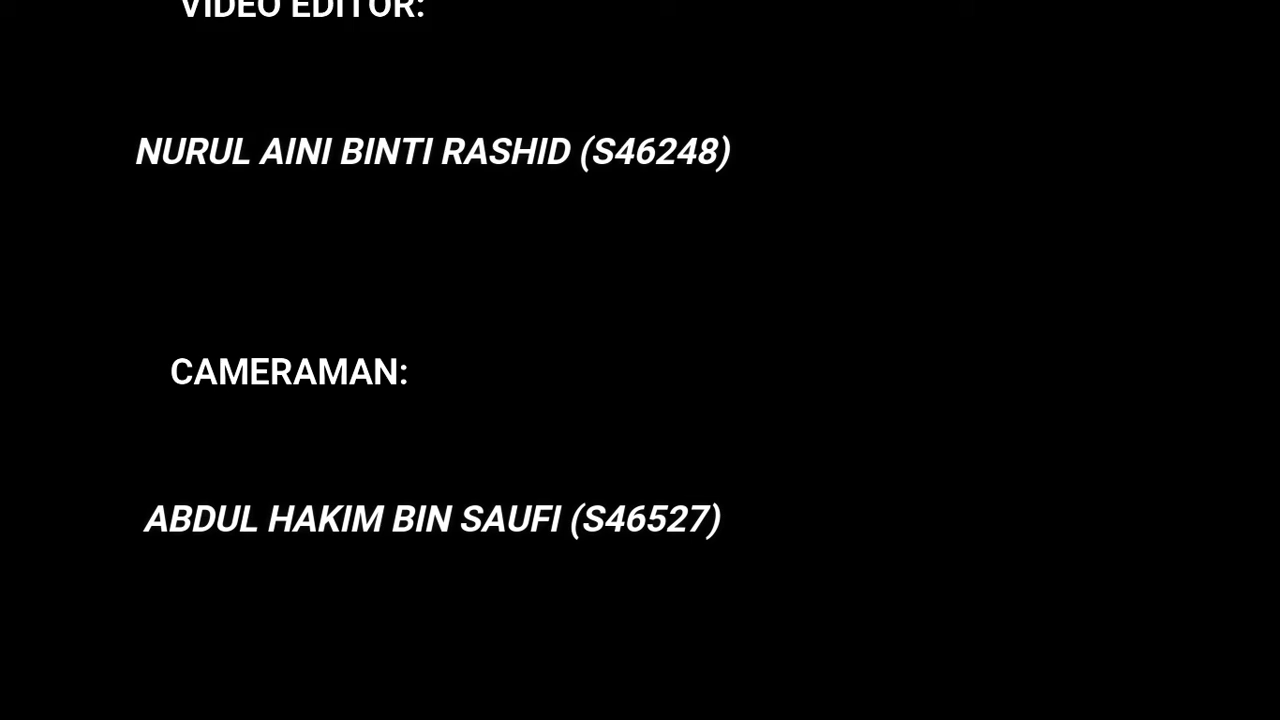 VIDEO EDITOR:
NURUL AINI BINTI RASHID (S46248)
CAMERAMAN:
ABDUL HAKIM BIN SAUFI (S46527)